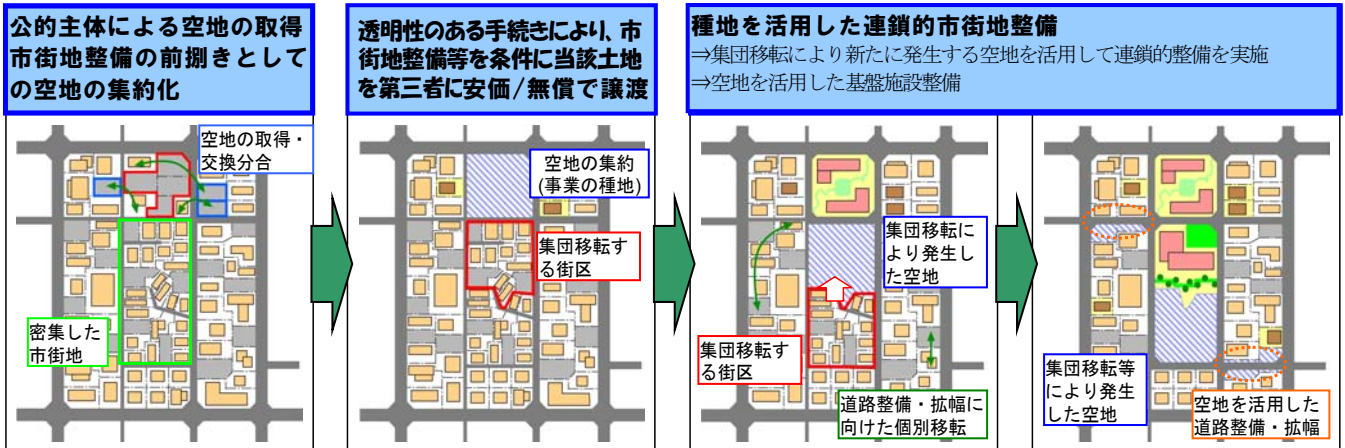 公的主体による空地の取得
市街地整備の前捌きとして
の空地の集約化
透明性のある手続きにより、市
街地整備等を条件に当該土地
を第三者に安価/無償で譲渡
種地を活用した連鎖的市街地整備
⇒集団移転により新たに発生する空地を活用して連鎖的整備を実施
⇒空地を活用した基盤施設整備
空地の取得・
交換分合
密集した
市街地
空地の集約
(事業の種地)
集団移転す
る街区
集団移転によ
り発生し
た空地
集団移転す
る街区
道路整備・拡幅に
向けた個別移転
集団移転等
により発生
した空地
空地を活用した
道路整備・拡幅